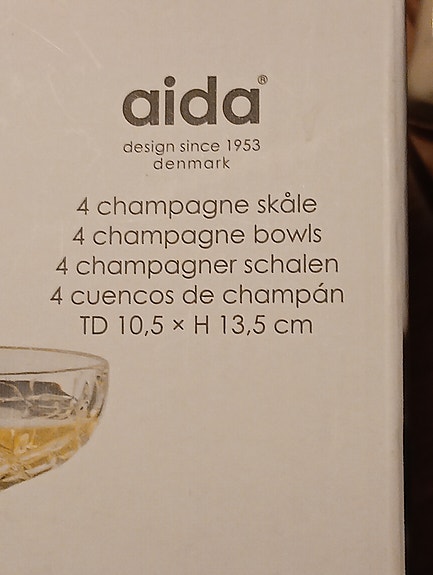 aida®
design since 1953
denmark
4 champagne skåle
4 champagne bowls
4 champagner schalen
4 cuencos de champán
TD 10,5 × H 13,5 cm